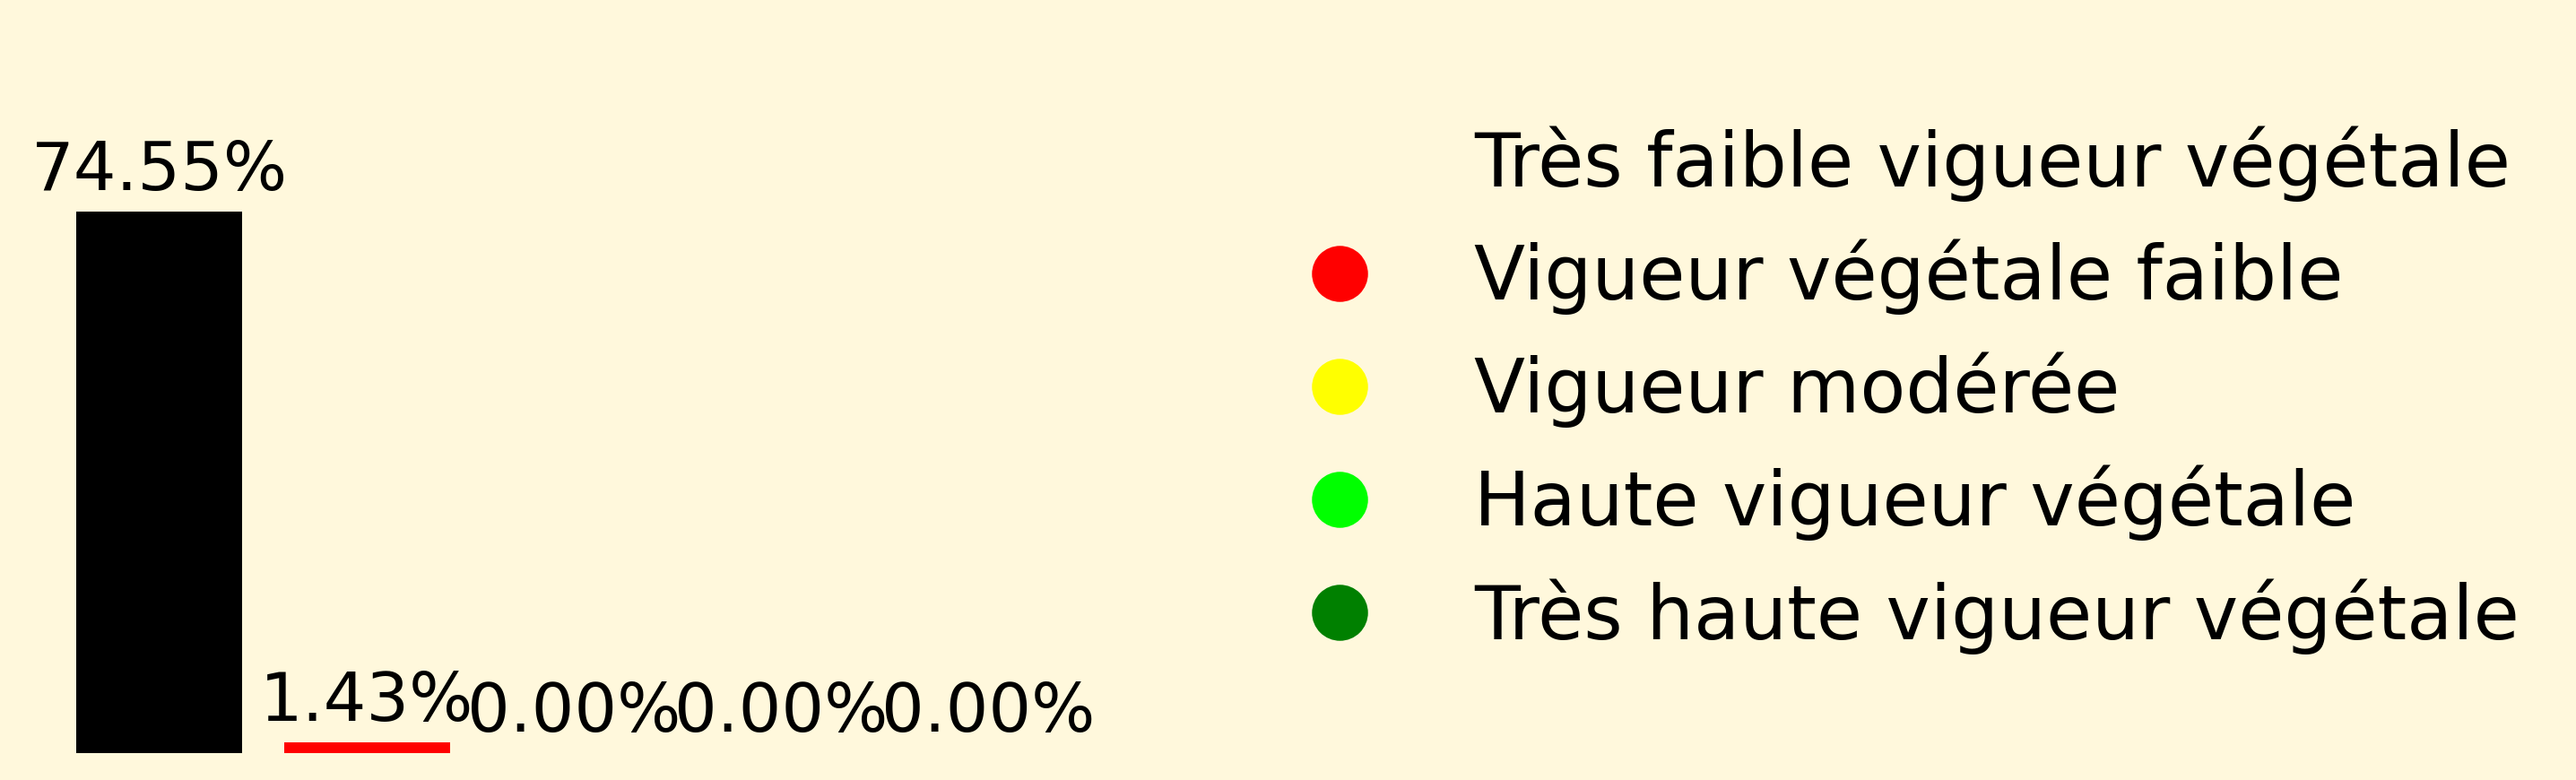 74.55%
1.43%
0.00%
0.00%
0.00%
Très faible vigueur végétale
Vigueur végétale faible
Vigueur modérée
Haute vigueur végétale
Très haute vigueur végétale